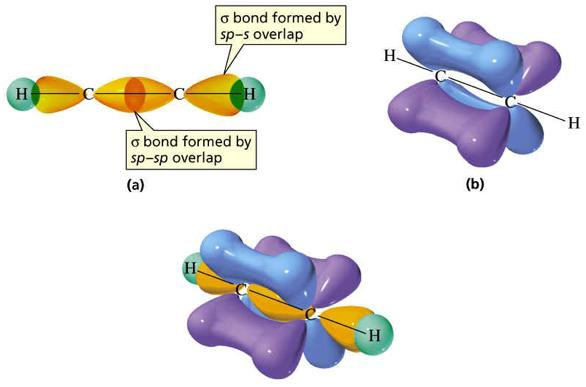 σ bond formed by
sp–s overlap
H C C H
σ bond formed by
sp–sp overlap
(a)
H
C
C
H
(b)
H
C
C
H